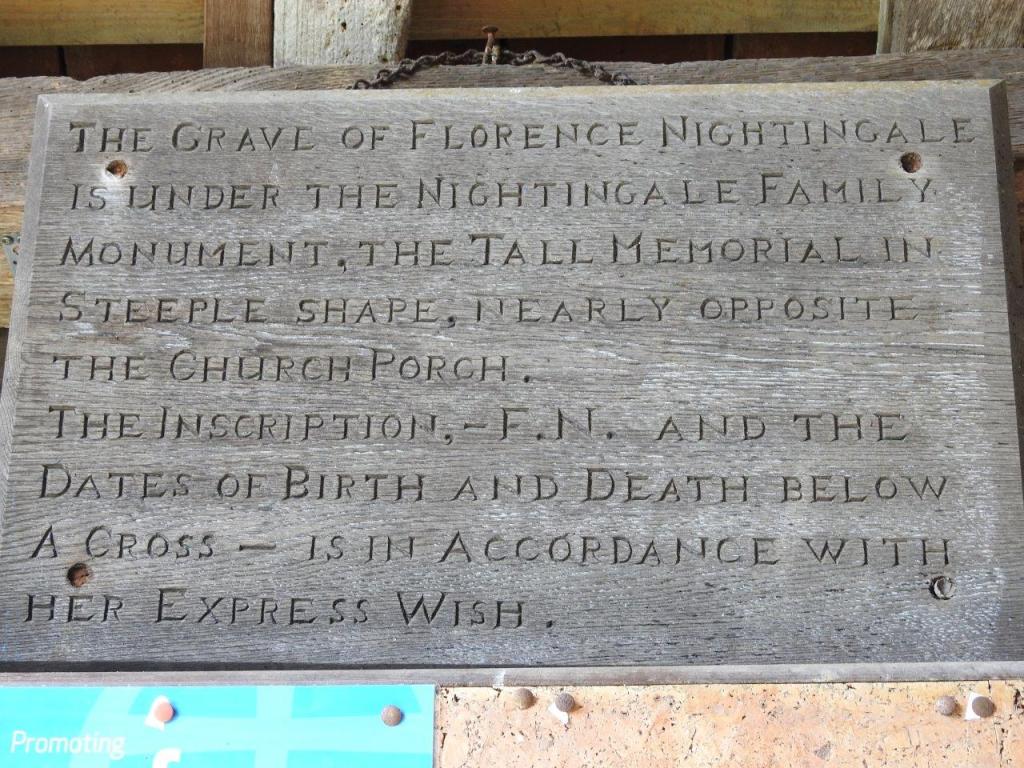 The Grave of Florence Nightingale
is under the Nightingale Family
Monument, the Tall Memorial in
Steeple shape, nearly opposite
the Church Porch.
The Inscription,- F.N. and the
Dates of Birth and Death below
A Cross — is in Accordance with
her Express Wish.
Promoting